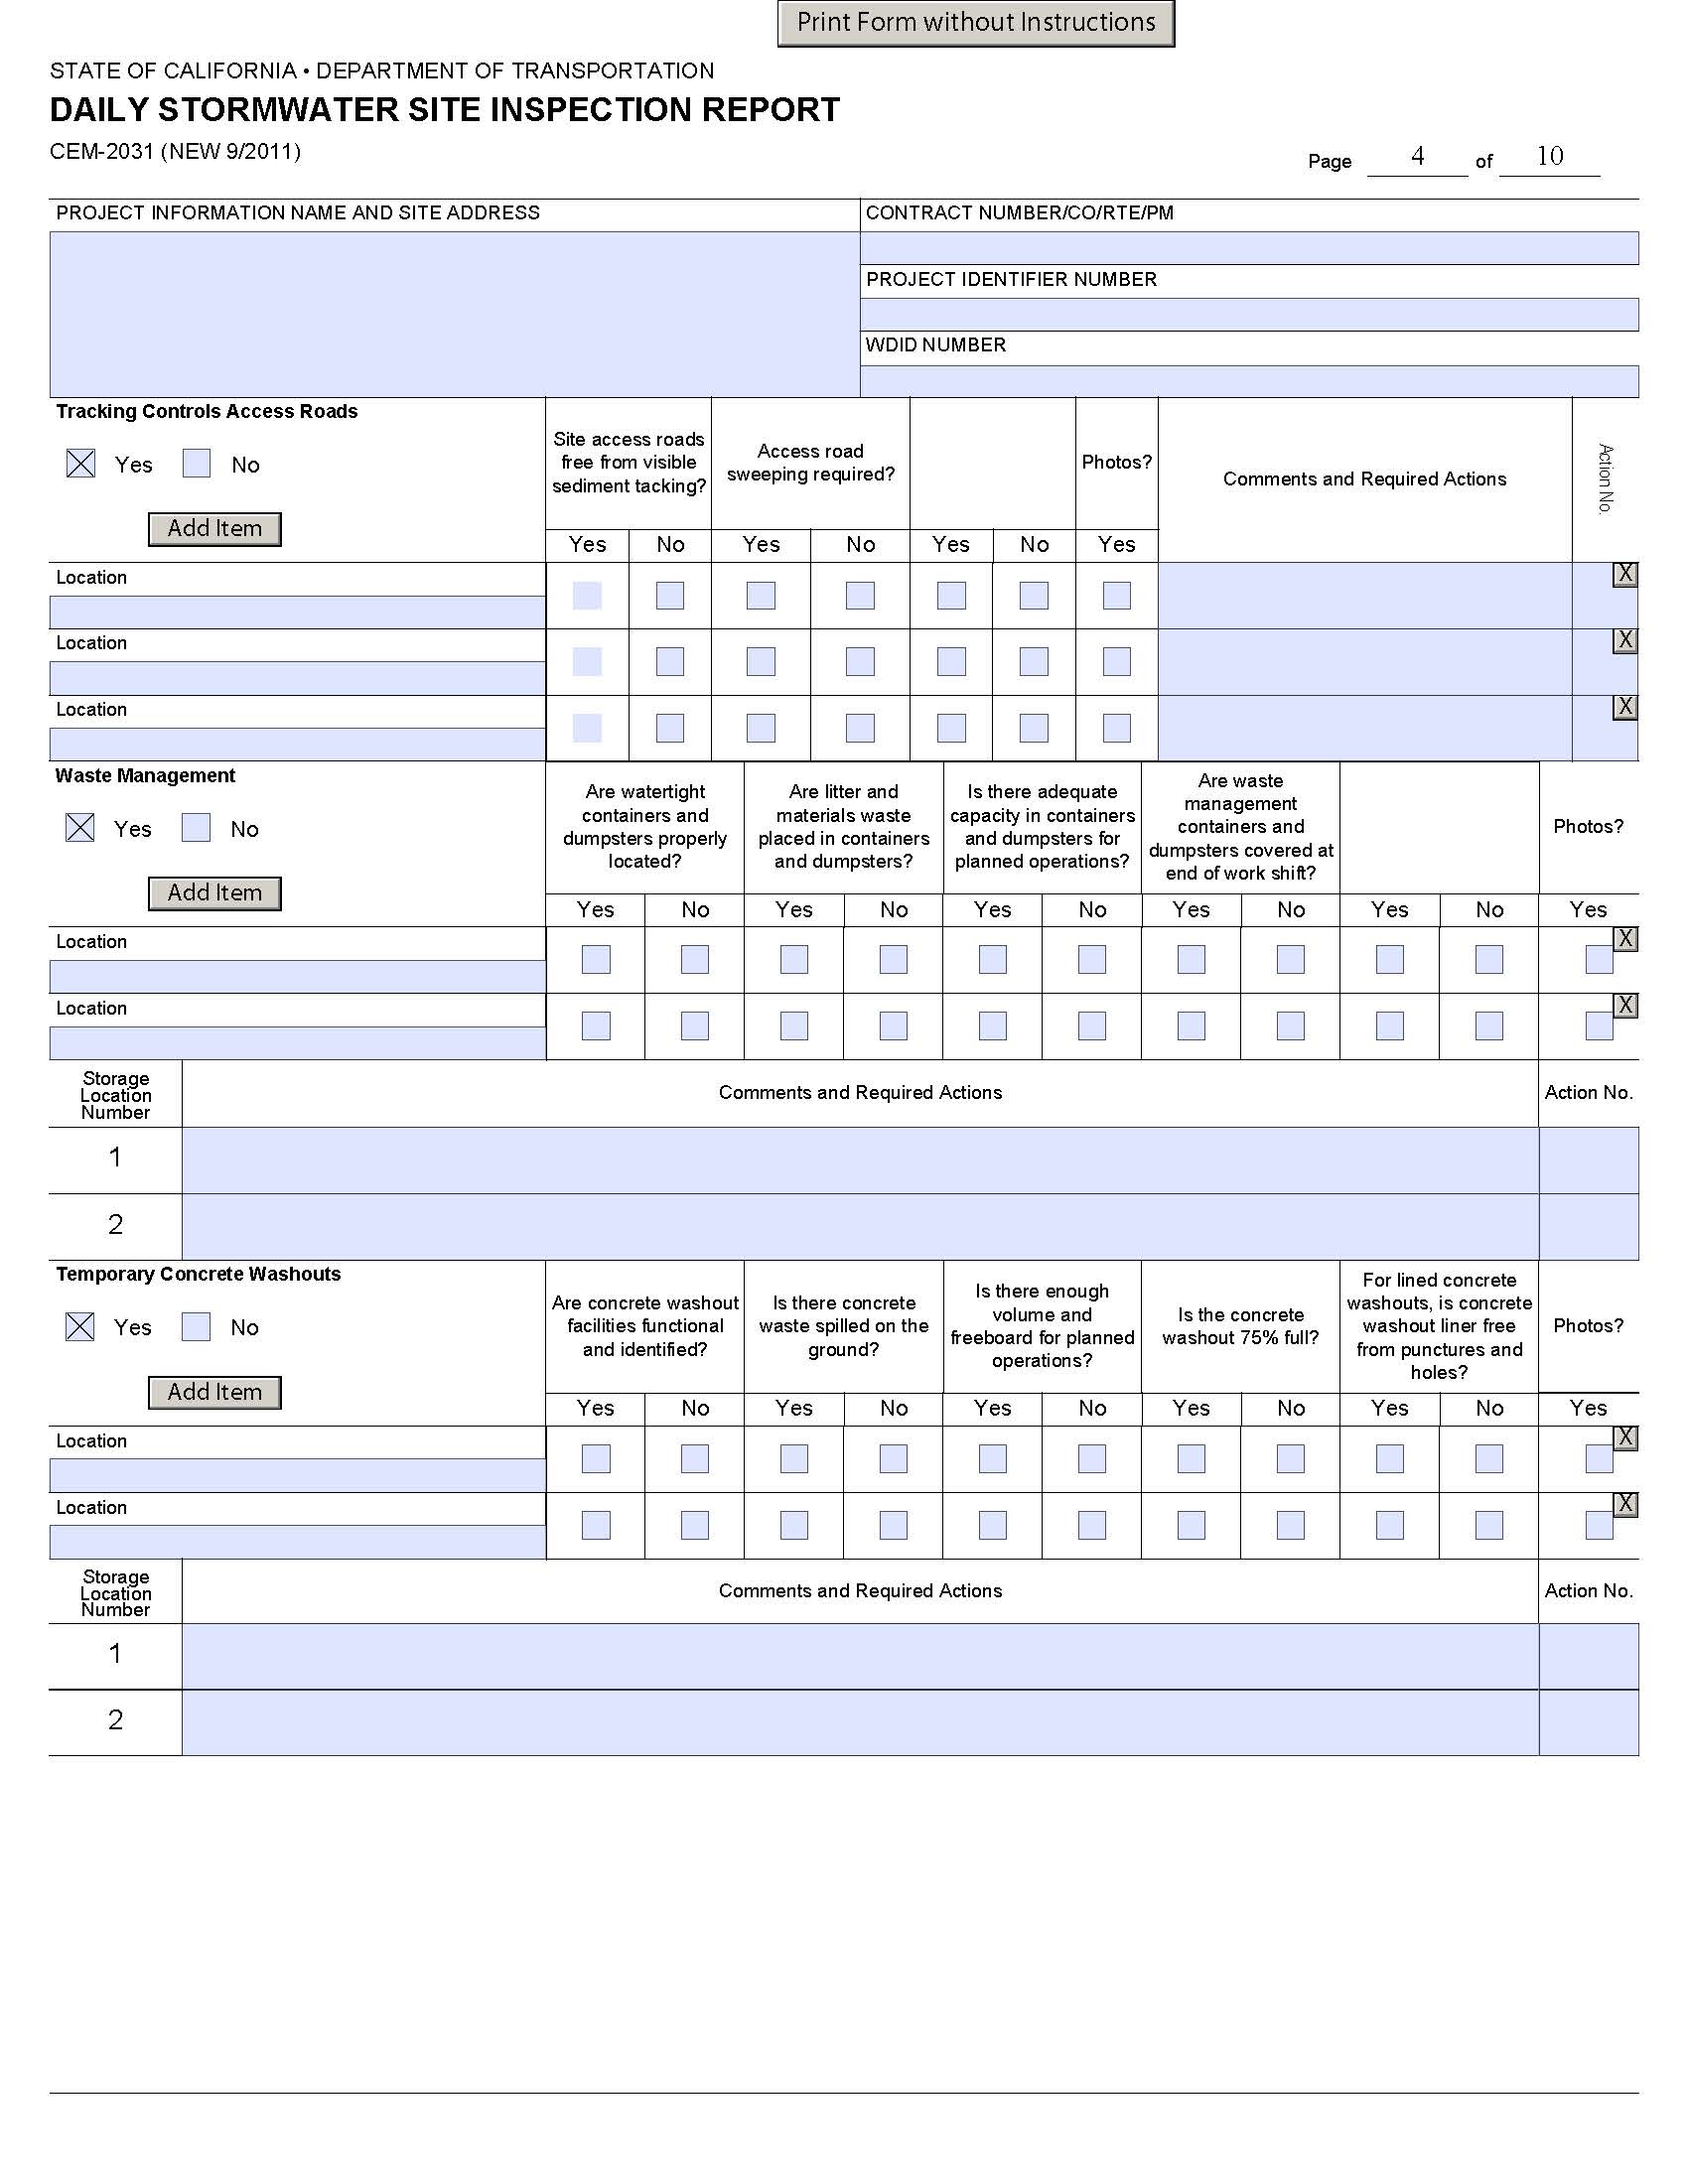 Print Form without Instructions
STATE OF CALIFORNIA • DEPARTMENT OF TRANSPORTATION
DAILY STORMWATER SITE INSPECTION REPORT
CEM-2031 (NEW 9/2011)
Page 4 of 10
PROJECT INFORMATION NAME AND SITE ADDRESS
CONTRACT NUMBER/CO/RTE/PM
PROJECT IDENTIFIER NUMBER
WDID NUMBER
Tracking Controls Access Roads
Yes No
Add Item
Site access roads
free from visible
sediment tacking?
Access road
sweeping required?
Photos?
Comments and Required Actions
Action No.
Yes No Yes No Yes No Yes
Location
X
Location
X
Location
X
Waste Management
Yes No
Add Item
Are watertight
containers and
dumpsters properly
located?
Are litter and
materials waste
placed in containers
and dumpsters?
Is there adequate
capacity in containers
and dumpsters for
planned operations?
Are waste
management
containers and
dumpsters covered at
end of work shift?
Photos?
Yes No Yes No Yes No Yes No Yes No Yes
Location
X
Location
X
Storage
Location
Number
Comments and Required Actions
Action No.
1
2
Temporary Concrete Washouts
Yes No
Add Item
Are concrete washout
facilities functional
and identified?
Is there concrete
waste spilled on the
ground?
Is there enough
volume and
freeboard for planned
operations?
Is the concrete
washout 75% full?
For lined concrete
washouts, is concrete
washout liner free
from punctures and
holes?
Photos?
Yes No Yes No Yes No Yes No Yes No Yes
Location
X
Location
X
Storage
Location
Number
Comments and Required Actions
Action No.
1
2